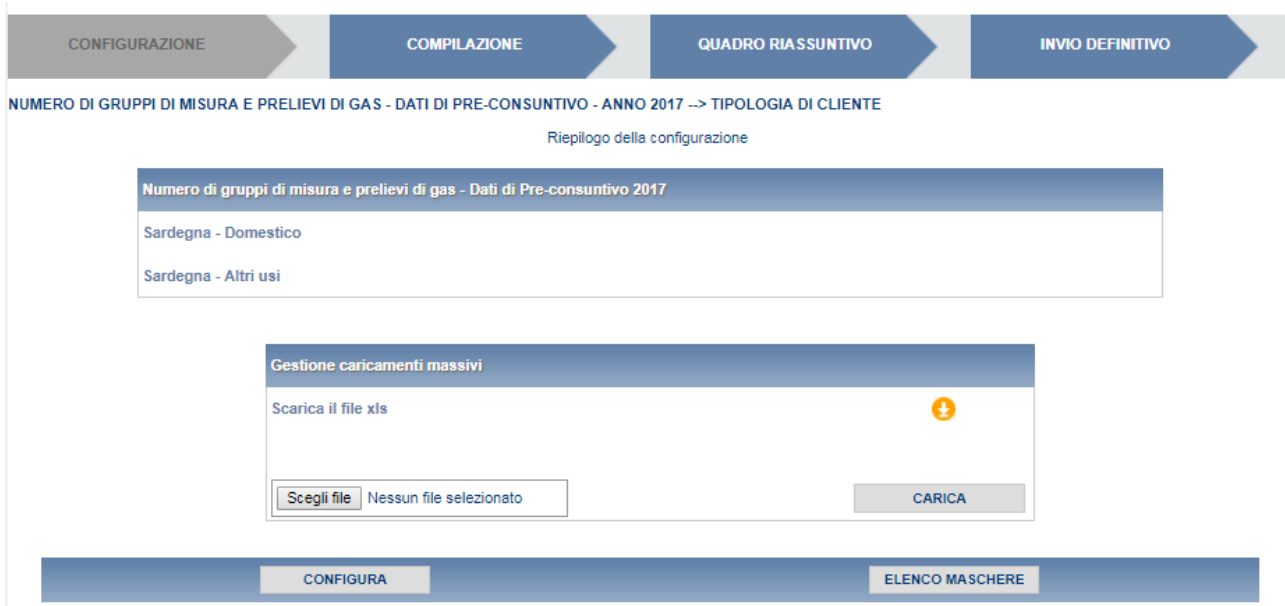 CONFIGURAZIONE
COMPILAZIONE
QUADRO RIASSUNTIVO
INVIO DEFINITIVO
NUMERO DI GRUPPI DI MISURA E PRELIEVI DI GAS - DATI DI PRE-CONSUNTIVO - ANNO 2017 --> TIPOLOGIA DI CLIENTE
Riepilogo della configurazione
Numero di gruppi di misura e prelievi di gas - Dati di Pre-consuntivo 2017
Sardegna - Domestico
Sardegna - Altri usi
Gestione caricamenti massivi
Scarica il file xls
Scegli file Nessun file selezionato
CARICA
CONFIGURA
ELENCO MASCHERE